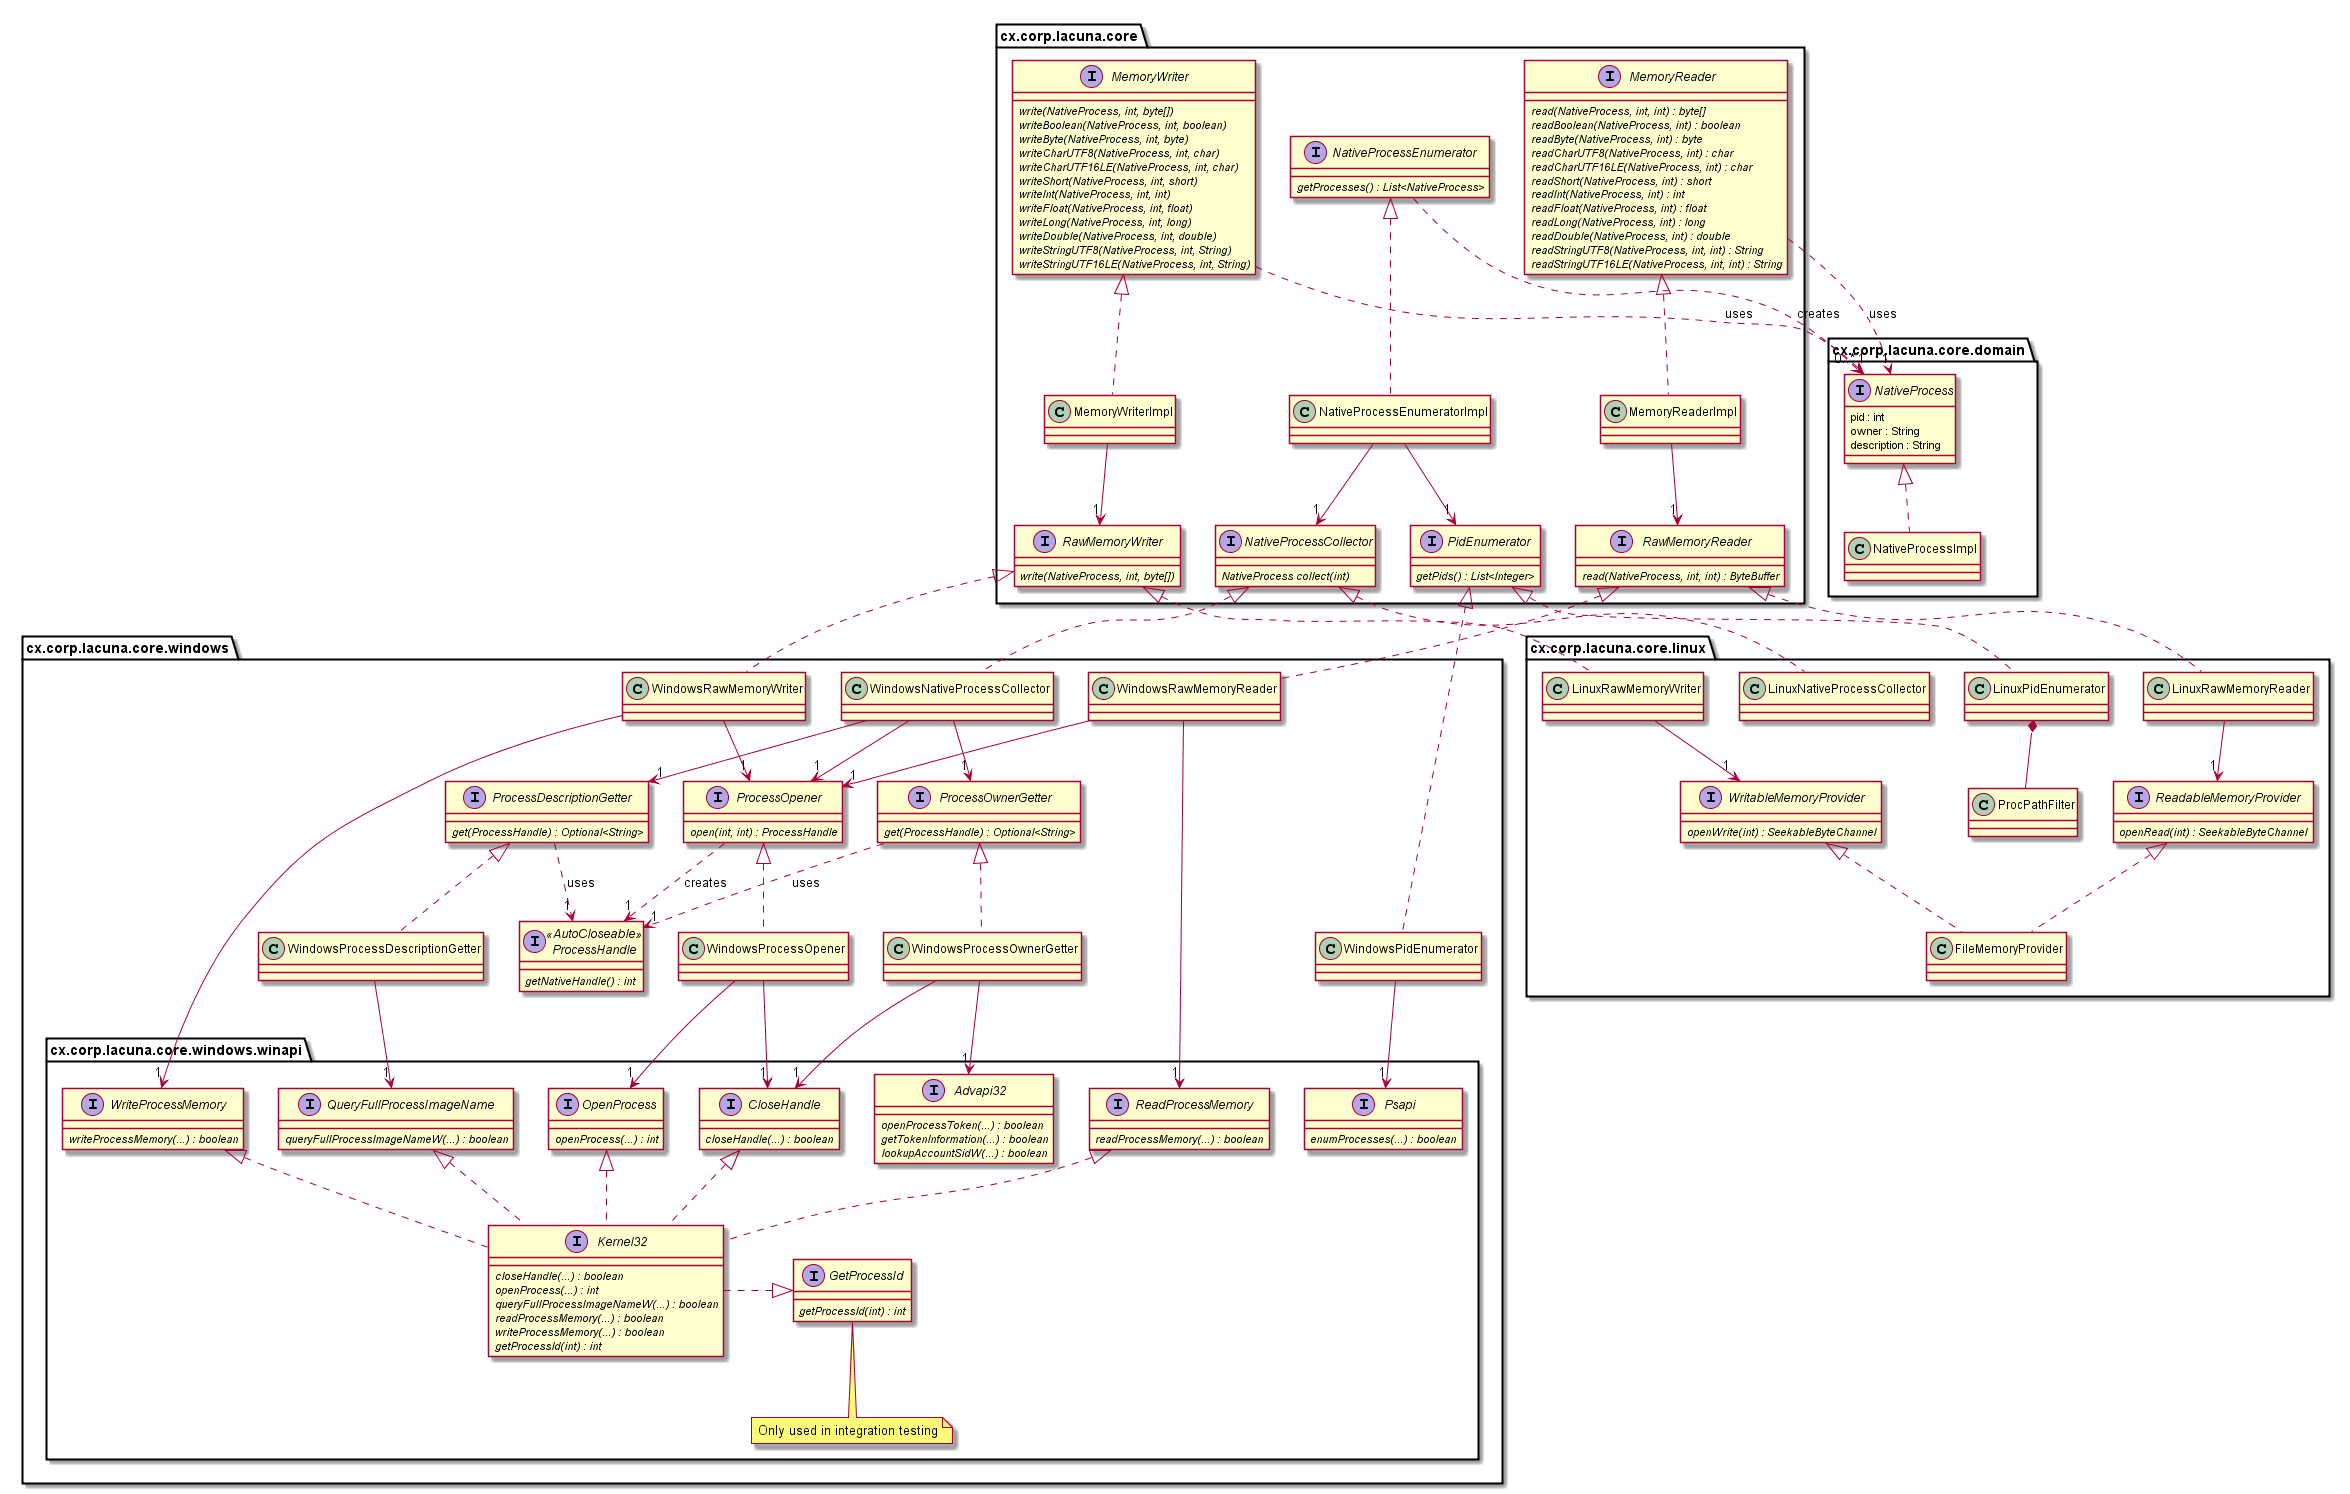 cx.corp.lacuna.core
I MemoryWriter
write(NativeProcess, int, byte[])
writeBoolean(NativeProcess, int, boolean)
writeByte(NativeProcess, int, byte)
writeCharUTF8(NativeProcess, int, char)
writeCharUTF16LE(NativeProcess, int, char)
writeShort(NativeProcess, int, short)
writeInt(NativeProcess, int, int)
writeFloat(NativeProcess, int, float)
writeLong(NativeProcess, int, long)
writeDouble(NativeProcess, int, double)
writeStringUTF8(NativeProcess, int, String)
writeStringUTF16LE(NativeProcess, int, String)
I NativeProcessEnumerator
getProcesses() : List<NativeProcess>
I MemoryReader
read(NativeProcess, int, int) : byte[]
readBoolean(NativeProcess, int) : boolean
readByte(NativeProcess, int) : byte
readCharUTF8(NativeProcess, int) : char
readCharUTF16LE(NativeProcess, int) : char
readShort(NativeProcess, int) : short
readInt(NativeProcess, int) : int
readFloat(NativeProcess, int) : float
readLong(NativeProcess, int) : long
readDouble(NativeProcess, int) : double
readStringUTF8(NativeProcess, int, int) : String
readStringUTF16LE(NativeProcess, int, int) : String
uses
creates
uses
cx.corp.lacuna.core.domain
1
I NativeProcess
pid : int
owner : String
description : String
C NativeProcessImpl
C MemoryWriterImpl
C NativeProcessEnumeratorImpl
C MemoryReaderImpl
1
1
1
1
I RawMemoryWriter
write(NativeProcess, int, byte[])
I NativeProcessCollector
NativeProcess collect(int)
I PidEnumerator
getPids() : List<Integer>
I RawMemoryReader
read(NativeProcess, int, int) : ByteBuffer
cx.corp.lacuna.core.windows
C WindowsRawMemoryWriter
C WindowsNativeProcessCollector
C WindowsRawMemoryReader
1
1
1
1
1
I ProcessDescriptionGetter
get(ProcessHandle) : Optional<String>
I ProcessOpener
open(int, int) : ProcessHandle
I ProcessOwnerGetter
get(ProcessHandle) : Optional<String>
uses
creates
uses
1
1
1
C WindowsProcessDescriptionGetter
I «AutoCloseable»
ProcessHandle
getNativeHandle() : int
C WindowsProcessOpener
C WindowsProcessOwnerGetter
C WindowsPidEnumerator
cx.corp.lacuna.core.linux
C LinuxRawMemoryWriter
C LinuxNativeProcessCollector
C LinuxPidEnumerator
C LinuxRawMemoryReader
1
1
I WritableMemoryProvider
openWrite(int) : SeekableByteChannel
C ProcPathFilter
I ReadableMemoryProvider
openRead(int) : SeekableByteChannel
C FileMemoryProvider
cx.corp.lacuna.core.windows.winapi
1
1
1
1
1
1
1
1
I WriteProcessMemory
writeProcessMemory(...) : boolean
I QueryFullProcessImageName
queryFullProcessImageNameW(...) : boolean
I OpenProcess
openProcess(...) : int
I CloseHandle
closeHandle(...) : boolean
I Advapi32
openProcessToken(...) : boolean
getTokenInformation(...) : boolean
lookupAccountSidW(...) : boolean
I ReadProcessMemory
readProcessMemory(...) : boolean
I Psapi
enumProcesses(...) : boolean
I Kernel32
closeHandle(...) : boolean
openProcess(...) : int
queryFullProcessImageNameW(...) : boolean
readProcessMemory(...) : boolean
writeProcessMemory(...) : boolean
getProcessId(int) : int
I GetProcessId
getProcessId(int) : int
Only used in integration testing